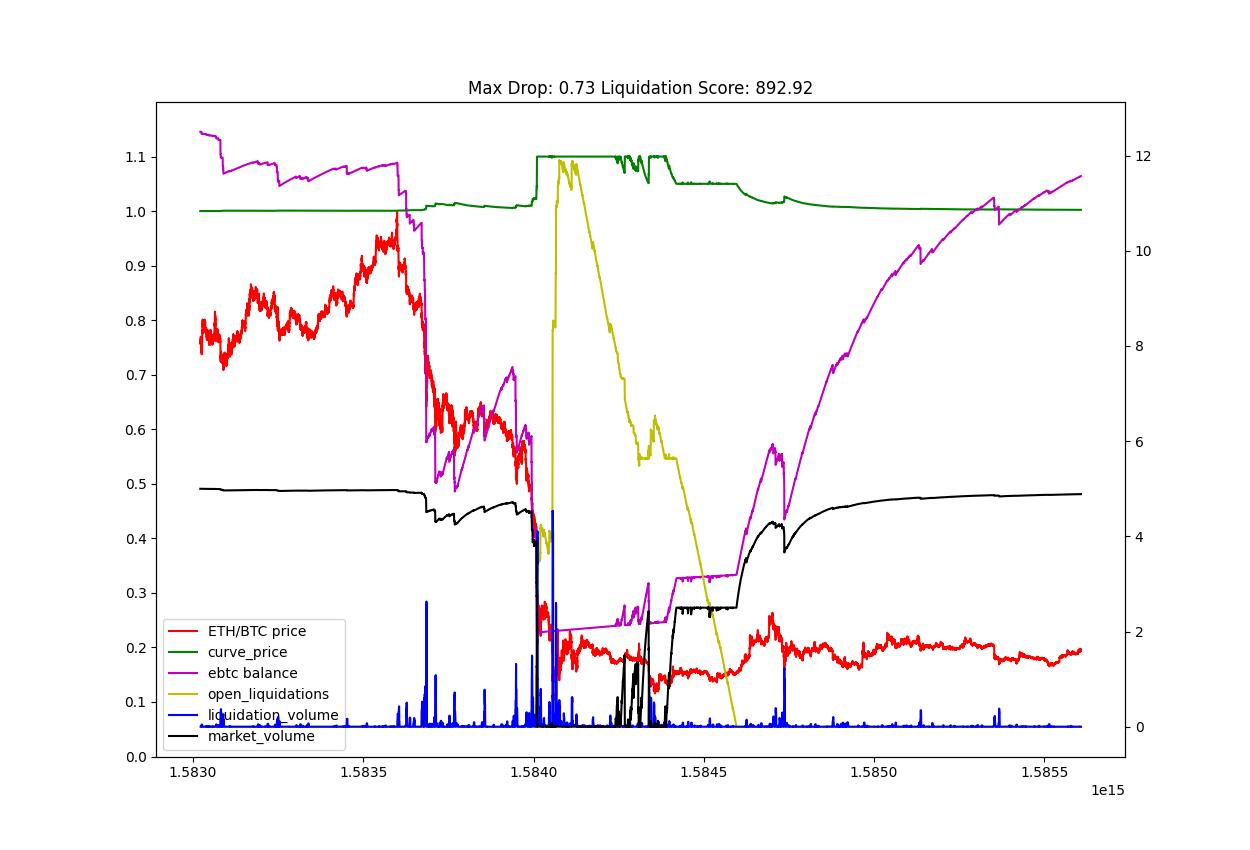 Max Drop: 0.73 Liquidation Score: 892.92
1.1
1.0
0.9
0.8
0.7
0.6
0.5
0.4
0.3
0.2
0.1
0.0
12
10
8
6
4
2
0
ETH/BTC price
curve_price
ebtc balance
open_liquidations
liquidation_volume
market_volume
1.5830 1.5835 1.5840 1.5845 1.5850 1.5855
1e15